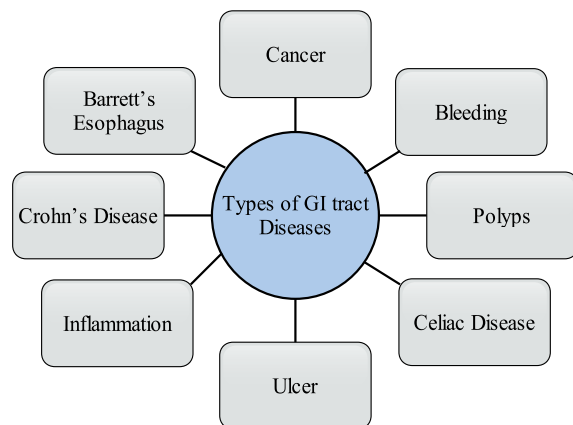 Cancer
Barrett’s
Esophagus
Bleeding
Types of GI tract
Diseases
Crohn’s Disease
Polyps
Inflammation
Celiac Disease
Ulcer